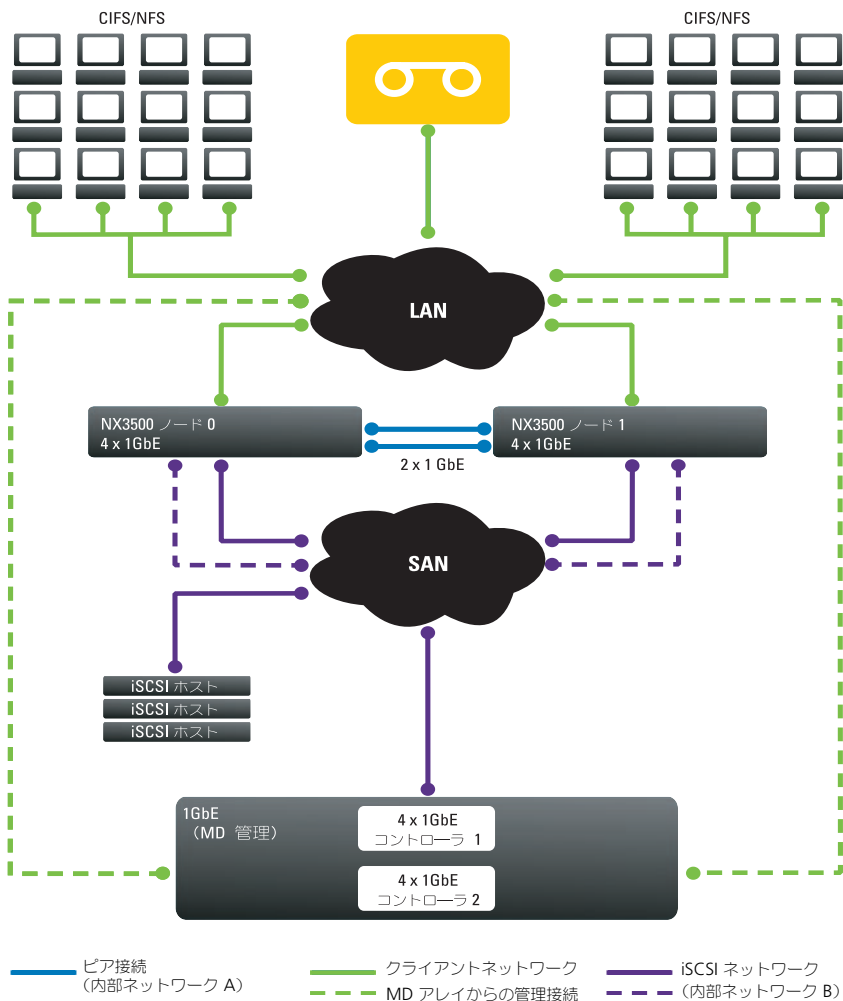 CIFS/NFS
CIFS/NFS
LAN
NX3500 ノード 0
4 x 1GbE
NX3500 ノード 1
4 x 1GbE
2 x 1 GbE
SAN
iSCSI ホスト
iSCSI ホスト
iSCSI ホスト
1GbE
（MD 管理）
4 x 1GbE
コントローラ 1
4 x 1GbE
コントローラ 2
ピア接続
（内部ネットワーク A）
クライアントネットワーク
MD アレイからの管理接続
iSCSI ネットワーク
（内部ネットワーク B）